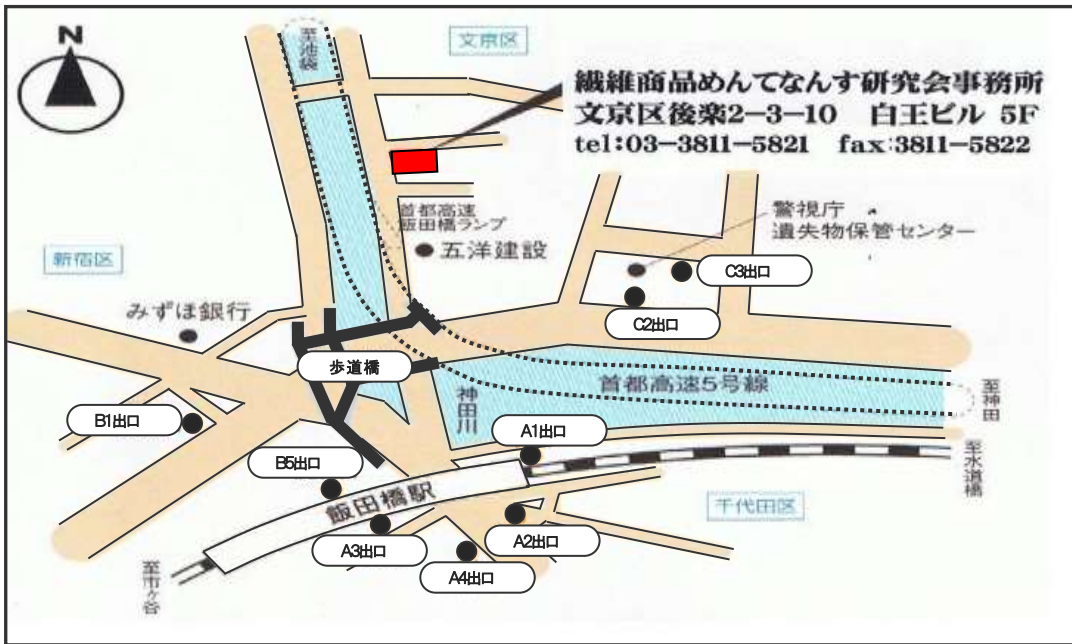 N
至池袋
文京区
繊維商品めんてなんす研究会事務所
文京区後楽2−3−10　白王ビル 5F
tel:03−3811−5821　fax:3811−5822
首都高速
飯田橋ランプ
五洋建設
警視庁
遺失物保管センター
新宿区
C3出口
C2出口
みずほ銀行
歩道橋
首都高速5号線
神田川
至神田
B1出口
A1出口
B5出口
至水道橋
飯田橋駅
千代田区
A3出口
A2出口
A4出口
至市ヶ谷